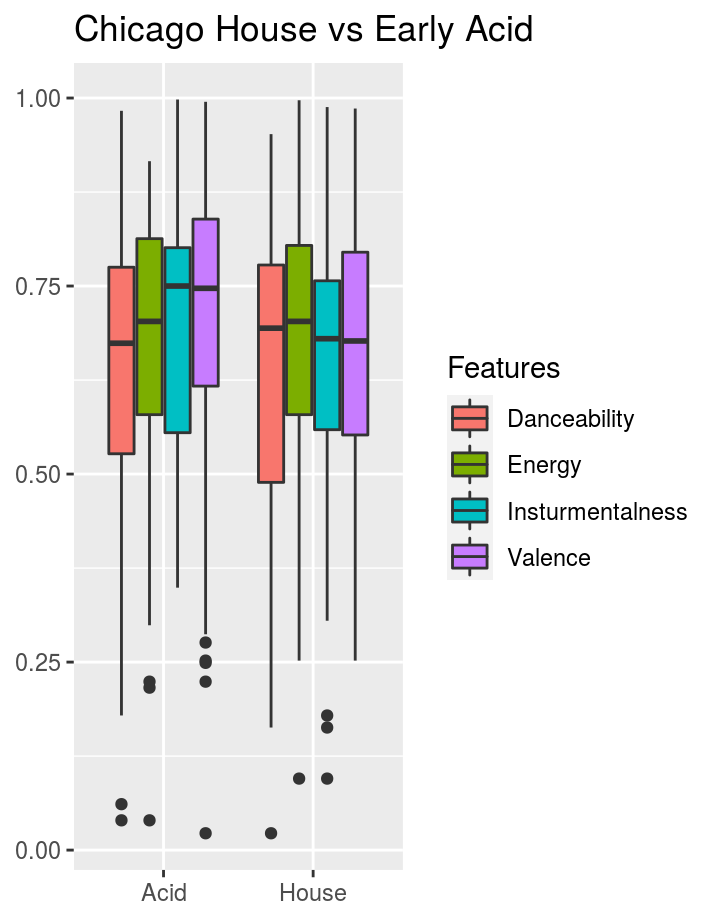 Chicago House vs Early Acid
1.00
0.75
0.50
0.25
0.00
Acid
House
Features
Danceability
Energy
Insturmentalness
Valence